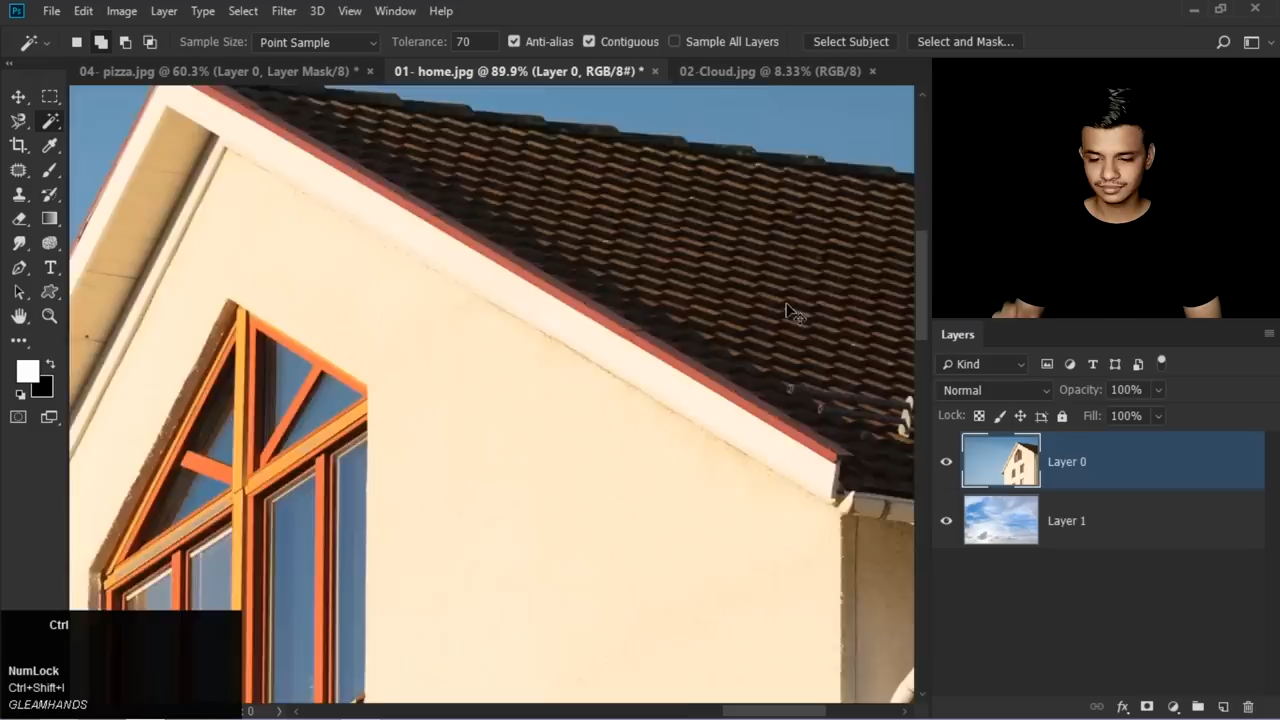 Ps File Edit Image Layer Type Select Filter 3D View Window Help
Sample Size: Point Sample Tolerance: 70 Anti-alias Contiguous Sample All Layers Select Subject Select and Mask...
04- pizza.jpg @ 60.3% (Layer 0, Layer Mask/8) * × 01- home.jpg @ 89.9% (Layer 0, RGB/8#) * × 02-Cloud.jpg @ 8.33% (RGB/8) ×
Layers
Kind
Normal Opacity: 100%
Lock: Fill: 100%
Layer 0
Layer 1
Ctrl
NumLock
Ctrl+Shift+I
GLEAMHANDS